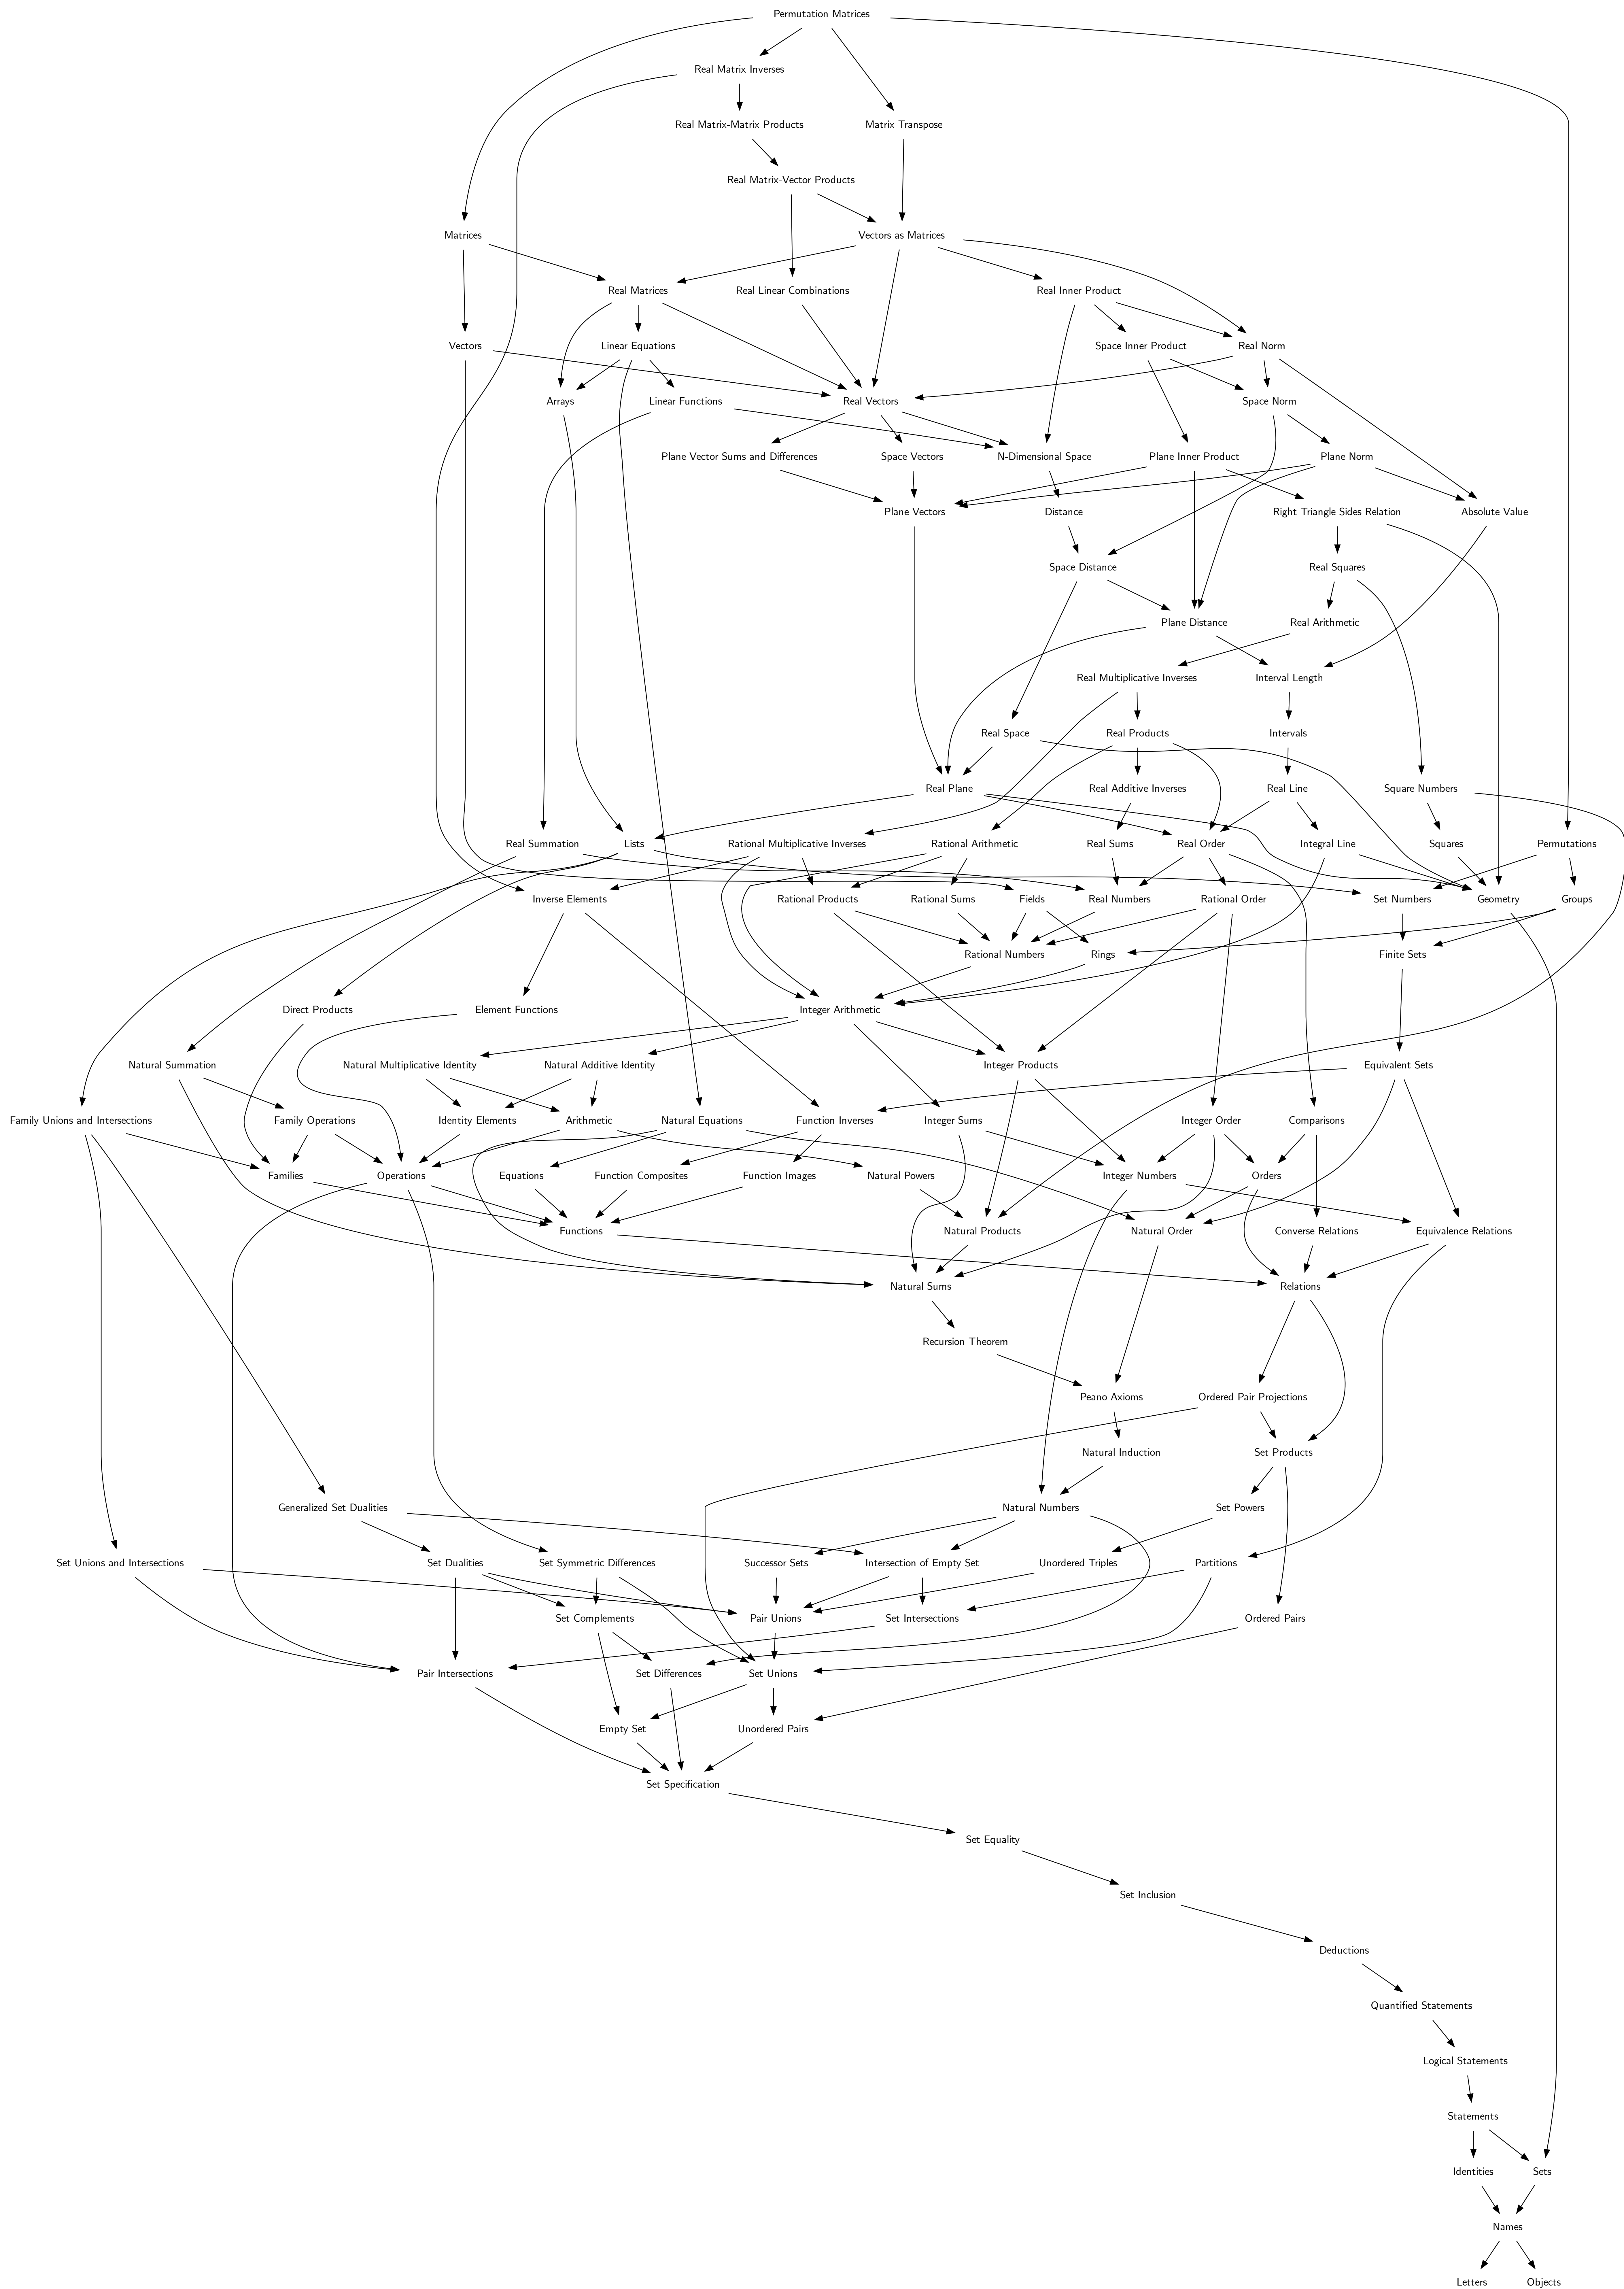 Permutation Matrices
Real Matrix Inverses
Real Matrix-Matrix Products
Matrix Transpose
Real Matrix-Vector Products
Matrices
Vectors as Matrices
Real Matrices
Real Linear Combinations
Real Inner Product
Vectors
Linear Equations
Space Inner Product
Real Norm
Arrays
Linear Functions
Real Vectors
Space Norm
Plane Vector Sums and Differences
Space Vectors
N-Dimensional Space
Plane Inner Product
Plane Norm
Plane Vectors
Distance
Right Triangle Sides Relation
Absolute Value
Space Distance
Real Squares
Plane Distance
Real Arithmetic
Real Multiplicative Inverses
Interval Length
Real Space
Real Products
Intervals
Real Plane
Real Additive Inverses
Real Line
Square Numbers
Real Summation
Lists
Rational Multiplicative Inverses
Rational Arithmetic
Real Sums
Real Order
Integral Line
Squares
Permutations
Inverse Elements
Rational Products
Rational Sums
Fields
Real Numbers
Rational Order
Set Numbers
Geometry
Groups
Rational Numbers
Rings
Finite Sets
Direct Products
Element Functions
Integer Arithmetic
Natural Summation
Natural Multiplicative Identity
Natural Additive Identity
Integer Products
Equivalent Sets
Family Unions and Intersections
Family Operations
Identity Elements
Arithmetic
Natural Equations
Function Inverses
Integer Sums
Integer Order
Comparisons
Families
Operations
Equations
Function Composites
Function Images
Natural Powers
Integer Numbers
Orders
Functions
Natural Products
Natural Order
Converse Relations
Equivalence Relations
Natural Sums
Relations
Recursion Theorem
Peano Axioms
Ordered Pair Projections
Natural Induction
Set Products
Generalized Set Dualities
Natural Numbers
Set Powers
Set Unions and Intersections
Set Dualities
Set Symmetric Differences
Successor Sets
Intersection of Empty Set
Unordered Triples
Partitions
Set Complements
Pair Unions
Set Intersections
Ordered Pairs
Pair Intersections
Set Differences
Set Unions
Empty Set
Unordered Pairs
Set Specification
Set Equality
Set Inclusion
Deductions
Quantified Statements
Logical Statements
Statements
Identities
Sets
Names
Letters
Objects